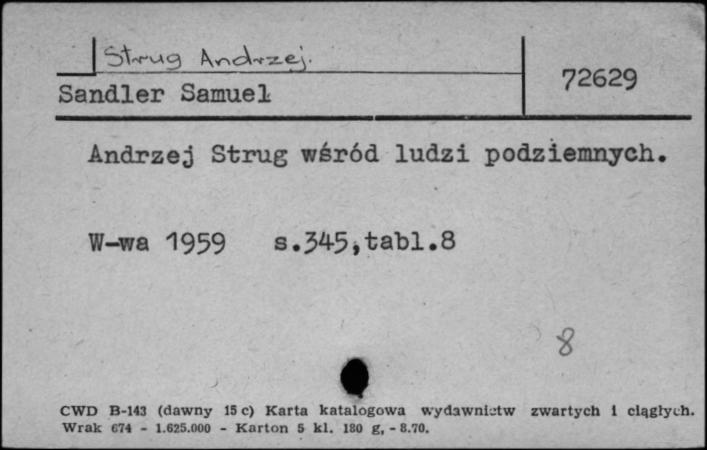 Strug Andrzej.
72629
Sandler Samuel
Andrzej Strug wśród ludzi podziemnych.
W-wa 1959 s.345,tabl.8
8
CWD B-143 (dawny 15 c) Karta katalogowa wydawnictw zwartych i ciągłych.
Wrak 674 - 1.625.000 - Karton 5 kl. 180 g, - 8.70.